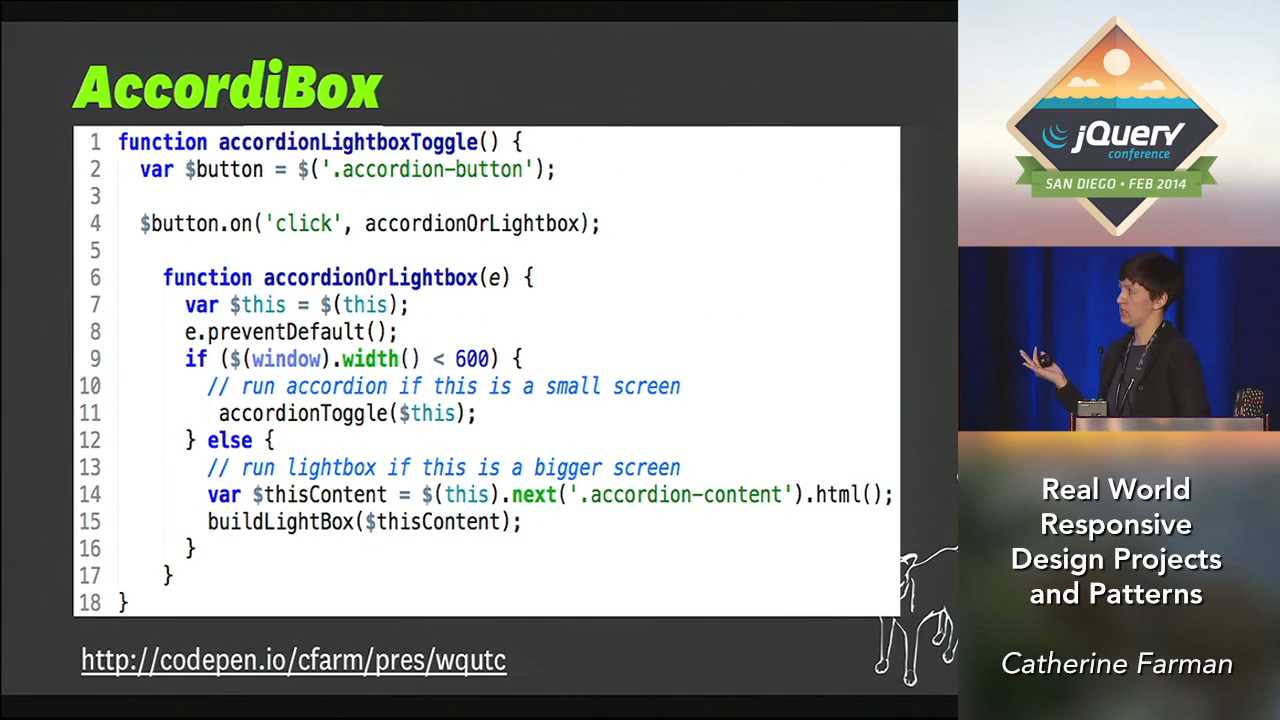 AccordiBox
1 function accordionLightboxToggle() {
2 var $button = $('.accordion-button');
3
4 $button.on('click', accordionOrLightbox);
5
6 function accordionOrLightbox(e) {
7 var $this = $(this);
8 e.preventDefault();
9 if ($(window).width() < 600) {
10 // run accordion if this is a small screen
11 accordionToggle($this);
12 } else {
13 // run lightbox if this is a bigger screen
14 var $thisContent = $(this).next('.accordion-content').html();
15 buildLightBox($thisContent);
16 }
17 }
18 }
http://codepen.io/cfarm/pres/wqutc
jQuery
conference
SAN DIEGO • FEB 2014
Real World
Responsive
Design Projects
and Patterns
Catherine Farman